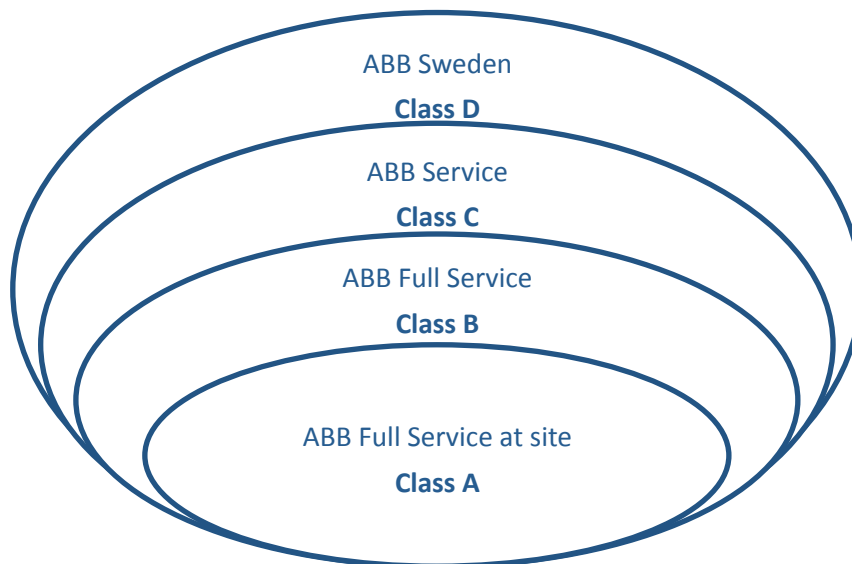 ABB Sweden
Class D
ABB Service
Class C
ABB Full Service
Class B
ABB Full Service at site
Class A